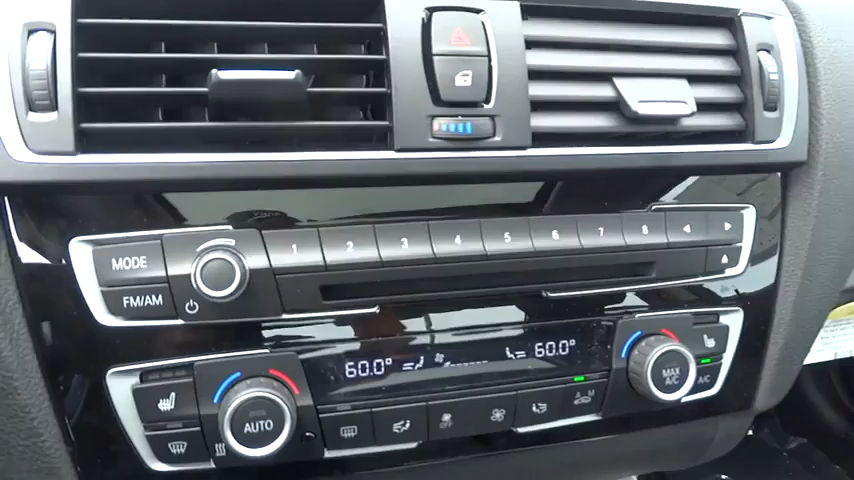 1 2 3 4 5 6 7 8
MODE
FM/AM
60.0° 60.0°
MAX A/C
A/C
AUTO
OFF
A M